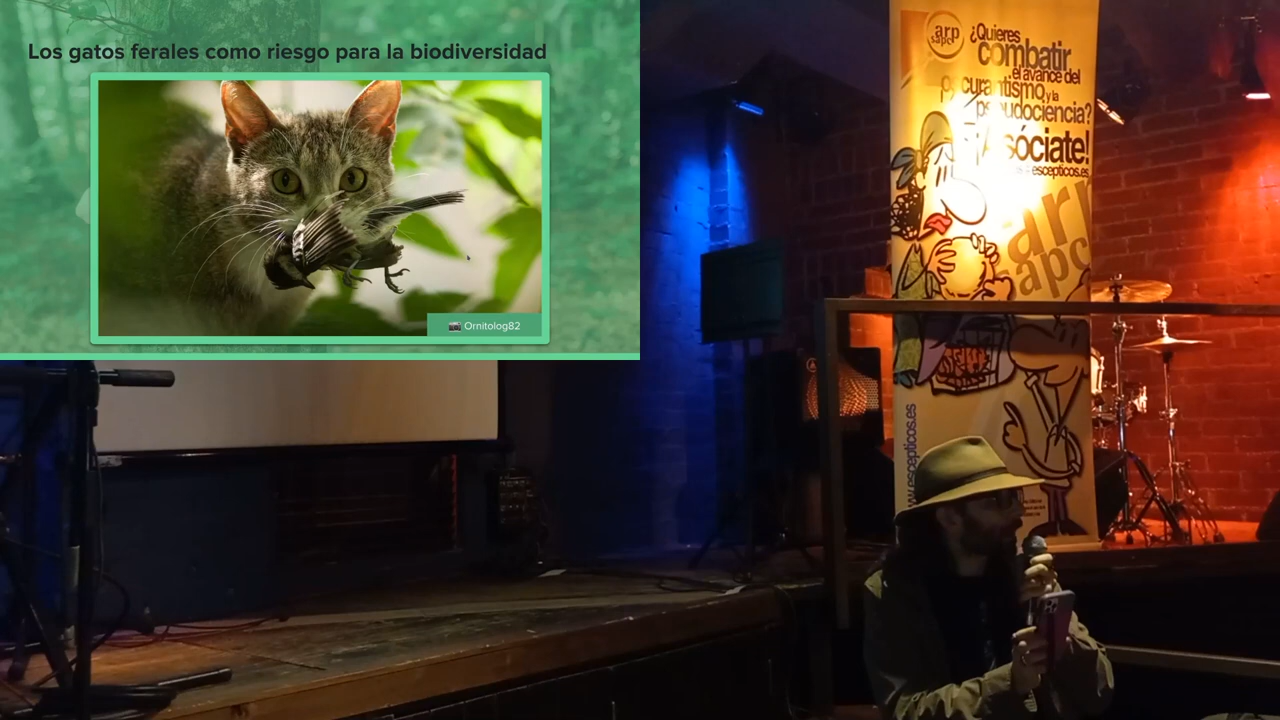 Los gatos ferales como riesgo para la biodiversidad
Ornitolog82
arp
sapc
¿Quieres
combatir
el avance del
curantismo y la
pseudociencia?
¡Asóciate!
escepticos.es
arp
sapc
www.escepticos.es